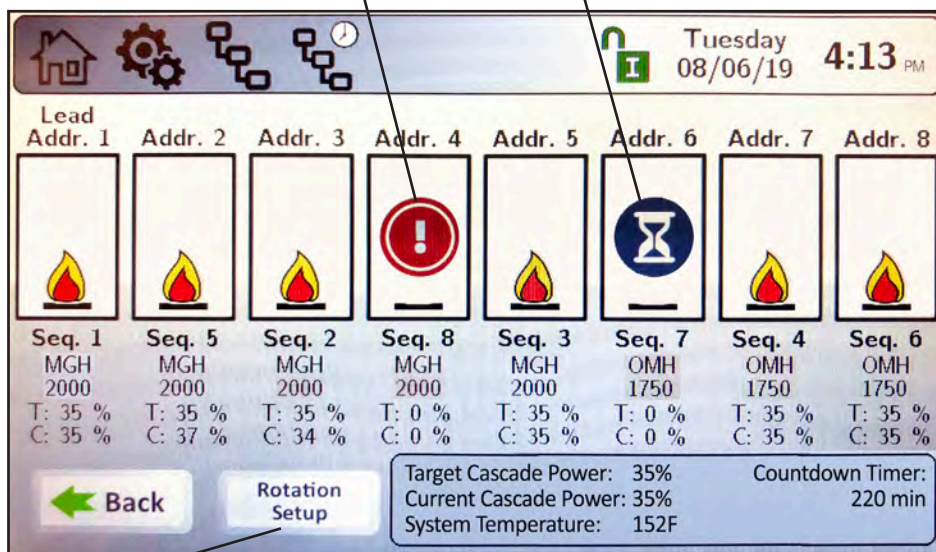 Tuesday
08/06/19
4:13 PM
I
Lead
Addr. 1 Addr. 2 Addr. 3 Addr. 4 Addr. 5 Addr. 6 Addr. 7 Addr. 8
!
Seq. 1 Seq. 5 Seq. 2 Seq. 8 Seq. 3 Seq. 7 Seq. 4 Seq. 6
MGH MGH MGH MGH MGH OMH OMH OMH
2000 2000 2000 2000 2000 1750 1750 1750
T: 35 % T: 35 % T: 35 % T: 0 % T: 35 % T: 0 % T: 35 % T: 35 %
C: 35 % C: 37 % C: 34 % C: 0 % C: 35 % C: 0 % C: 35 % C: 35 %
Back
Rotation
Setup
Target Cascade Power: 35% Countdown Timer:
Current Cascade Power: 35% 220 min
System Temperature: 152F